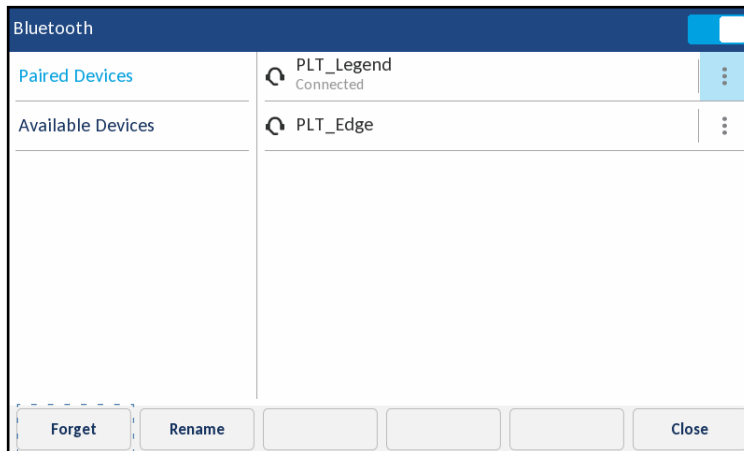 Bluetooth
Paired Devices
Available Devices
PLT_Legend
Connected
PLT_Edge
Forget
Rename
Close